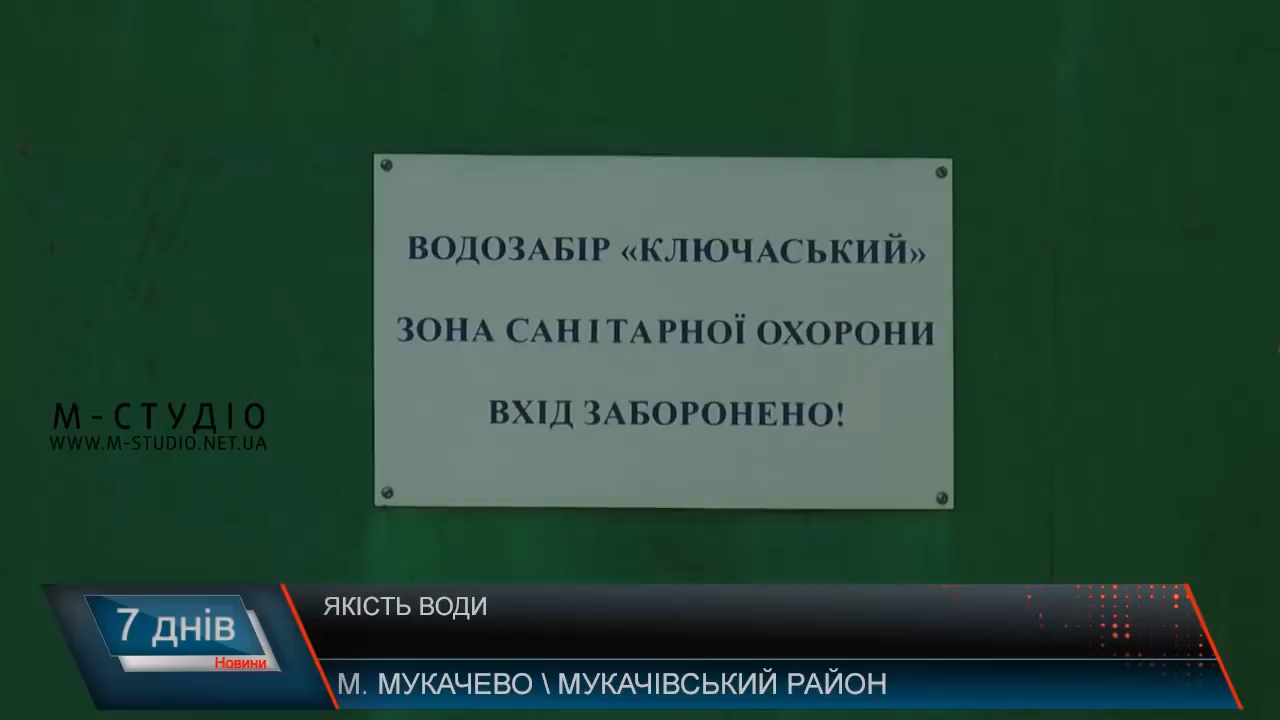 ВОДОЗАБІР «КЛЮЧАСЬКИЙ»
ЗОНА САНІТАРНОЇ ОХОРОНИ
ВХІД ЗАБОРОНЕНО!
М-СТУДІО
WWW.M-STUDIO.NET.UA
7 днів
Новини
ЯКІСТЬ ВОДИ
М. МУКАЧЕВО \ МУКАЧІВСЬКИЙ РАЙОН